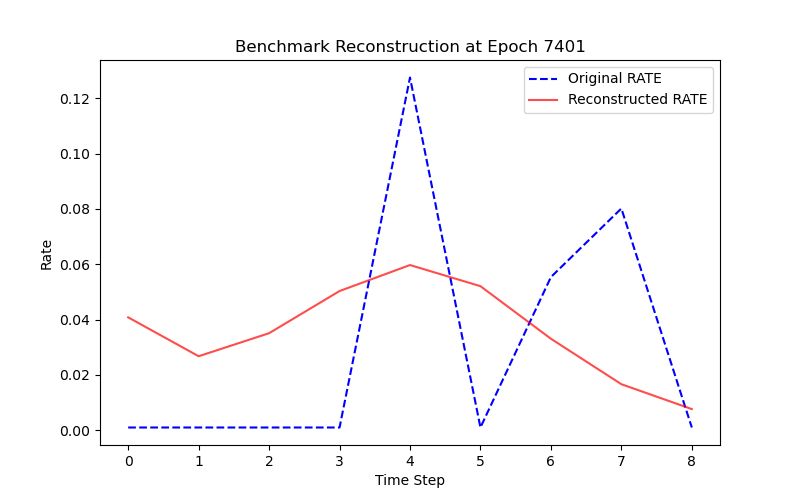 Benchmark Reconstruction at Epoch 7401
Original RATE
Reconstructed RATE
0.12
0.10
0.08
0.06
0.04
0.02
0.00
Rate
0 1 2 3 4 5 6 7 8
Time Step